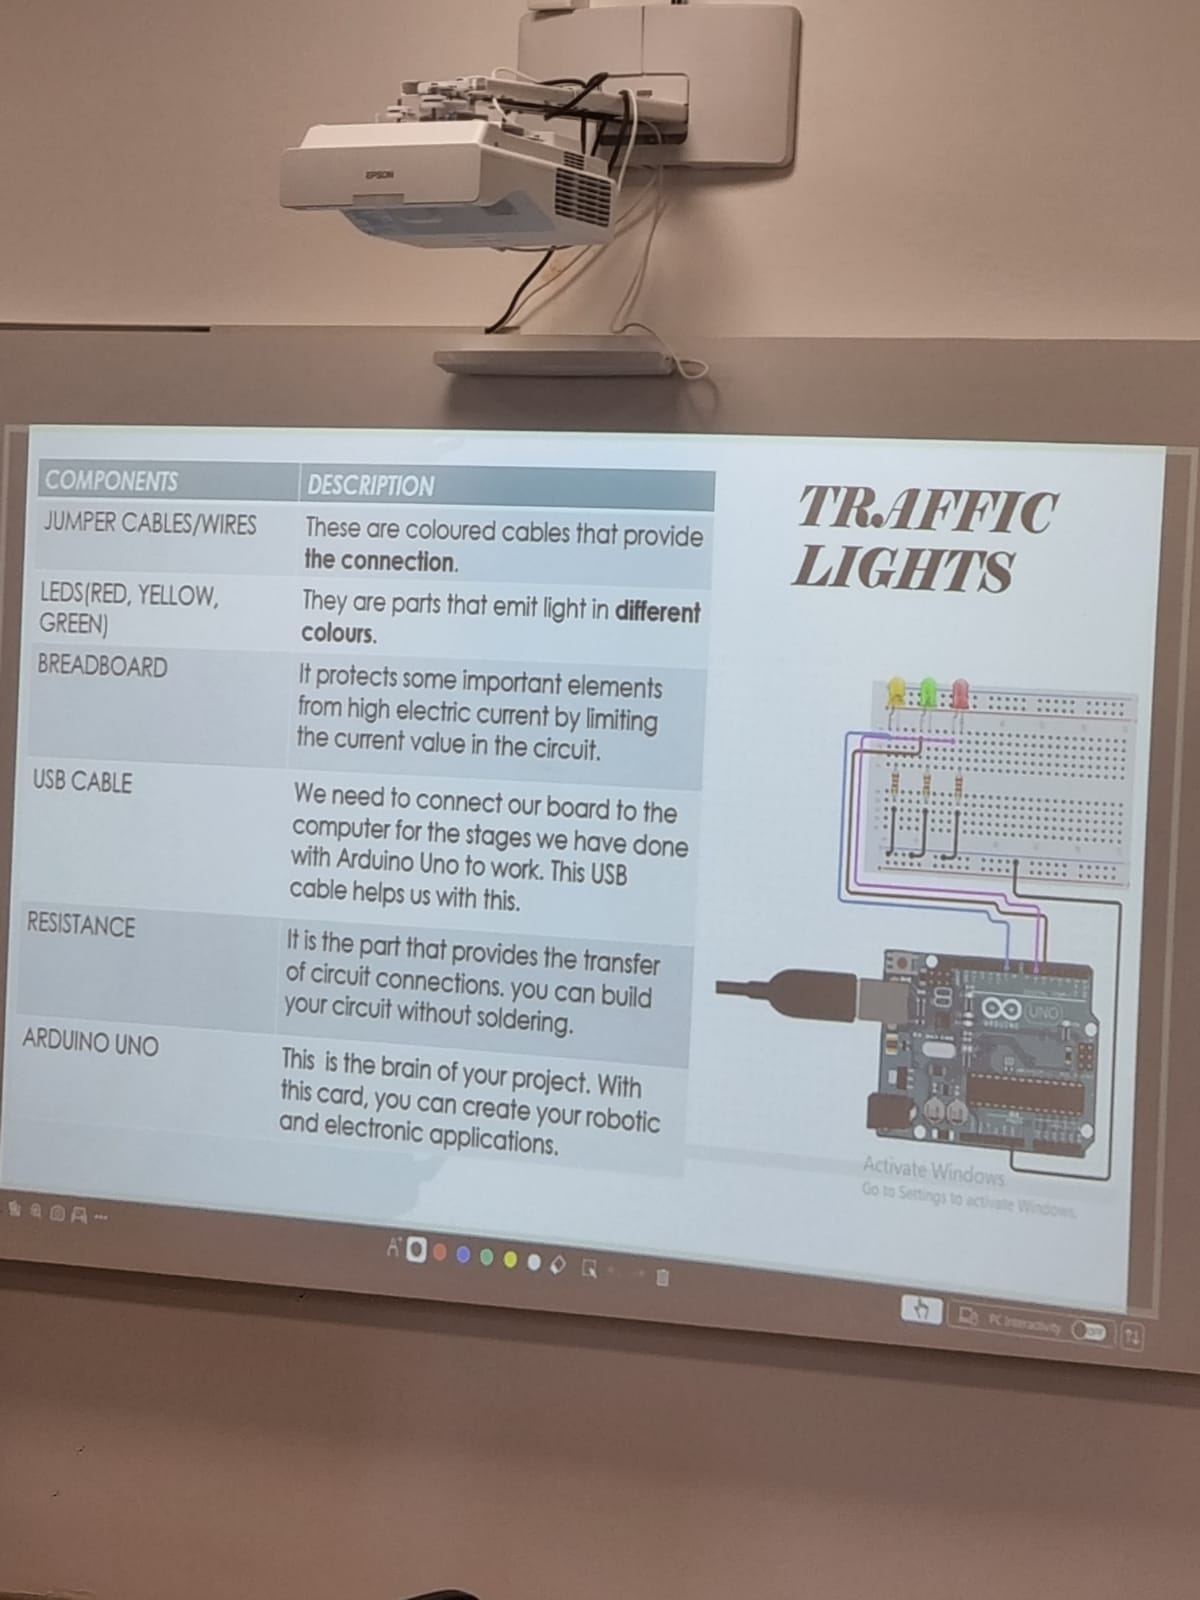 EPSON
COMPONENTS
DESCRIPTION
JUMPER CABLES/WIRES
These are coloured cables that provide
the connection.
LEDS(RED, YELLOW,
GREEN)
They are parts that emit light in different
colours.
BREADBOARD
It protects some important elements
from high electric current by limiting
the current value in the circuit.
USB CABLE
We need to connect our board to the
computer for the stages we have done
with Arduino Uno to work. This USB
cable helps us with this.
RESISTANCE
It is the part that provides the transfer
of circuit connections. you can build
your circuit without soldering.
ARDUINO UNO
This is the brain of your project. With
this card, you can create your robotic
and electronic applications.
TRAFFIC
LIGHTS
UNO
ARDUINO
Activate Windows
Go to Settings to activate Windows.
PC Interactivity
OFF